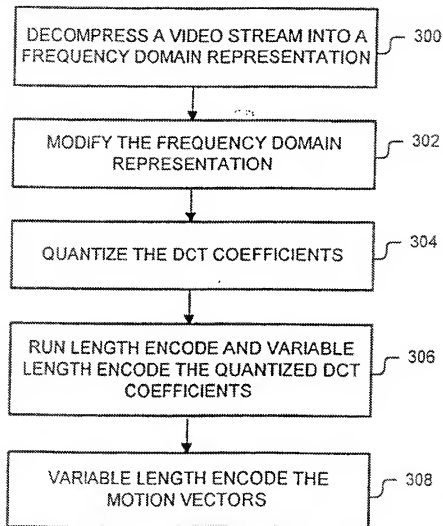 DECOMPRESS A VIDEO STREAM INTO A
FREQUENCY DOMAIN REPRESENTATION
300
MODIFY THE FREQUENCY DOMAIN
REPRESENTATION
302
QUANTIZE THE DCT COEFFICIENTS
304
RUN LENGTH ENCODE AND VARIABLE
LENGTH ENCODE THE QUANTIZED DCT
COEFFICIENTS
306
VARIABLE LENGTH ENCODE THE
MOTION VECTORS
308